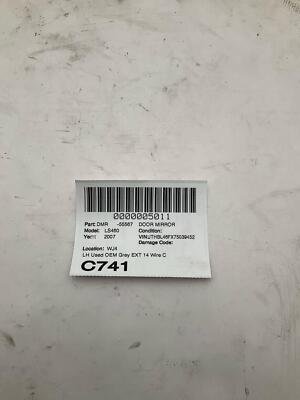 0000005011
Part: DMR -55587 DOOR MIRROR
Model: LS460 Condition:
Year: 2007 VIN:JTHBL46FX75039452
Damage Code:
Location: WJ4
LH Used OEM Grey EXT 14 Wire C
C741